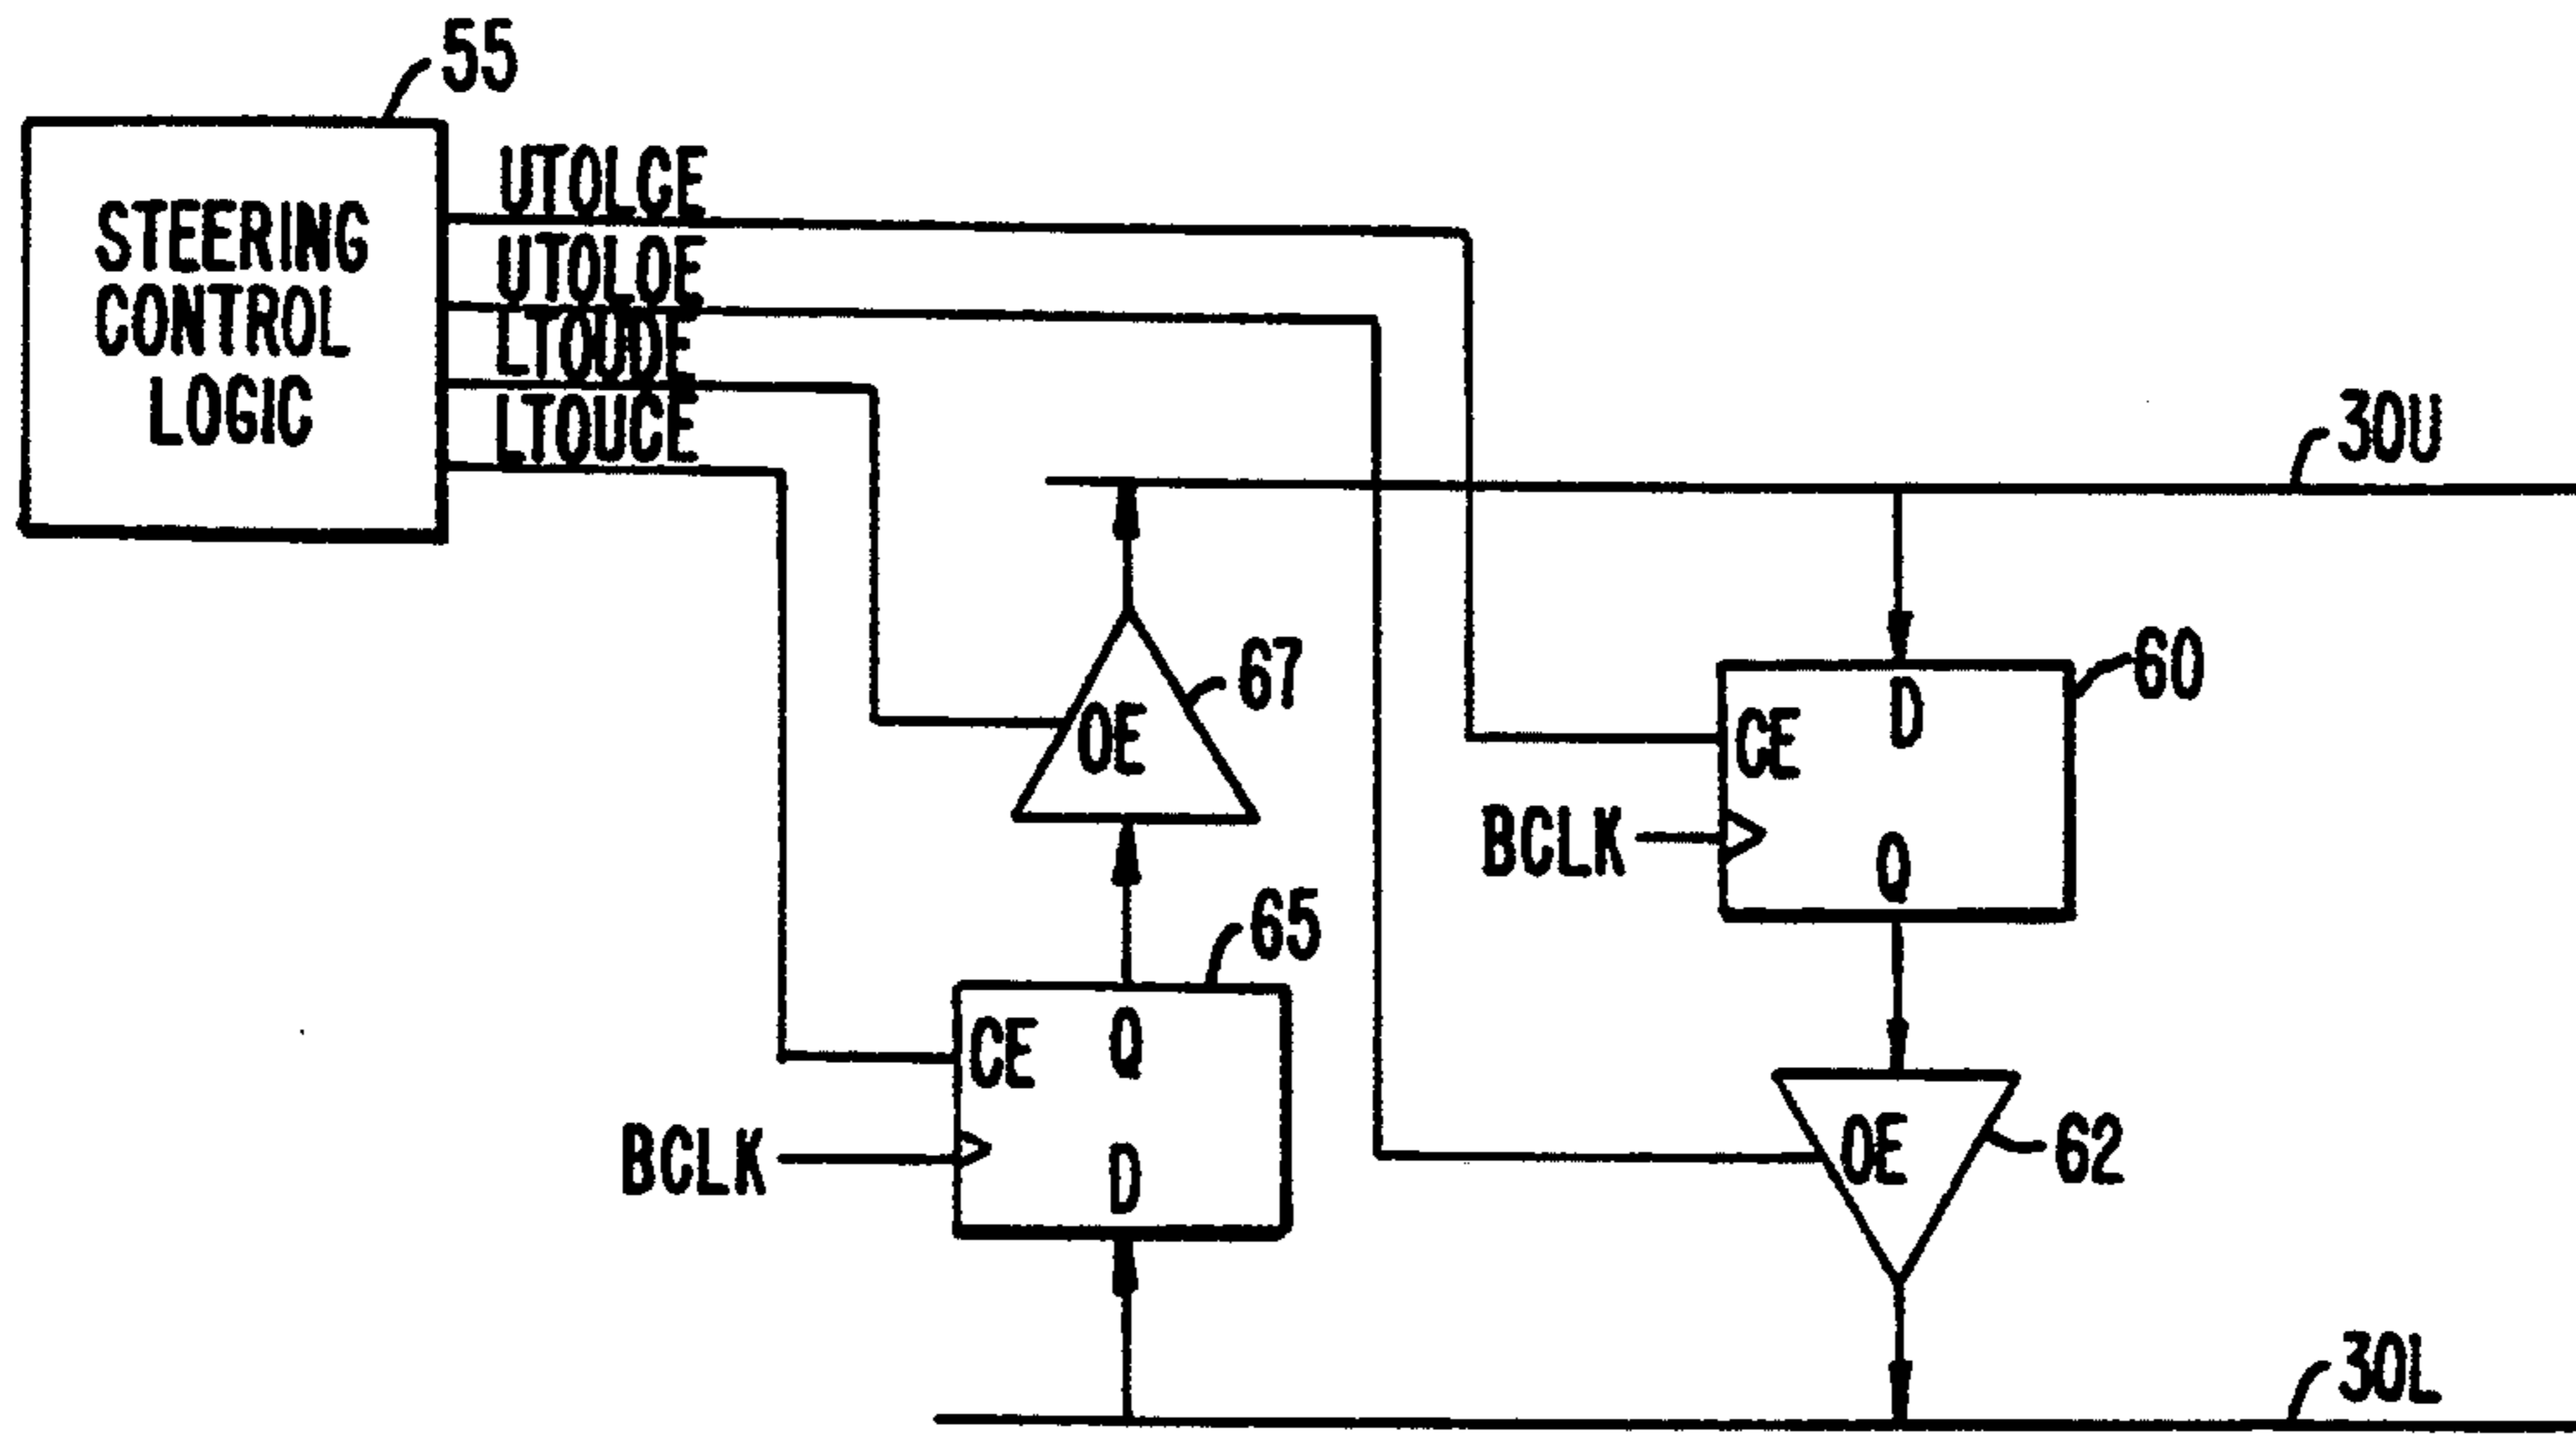 55
STEERING
CONTROL
LOGIC
UTOLCE
UTOLOE
LTOUDE
LTOUCE
30U
67
OE
60
D
CE
BCLK
Q
65
CE
Q
BCLK
D
OE
62
30L